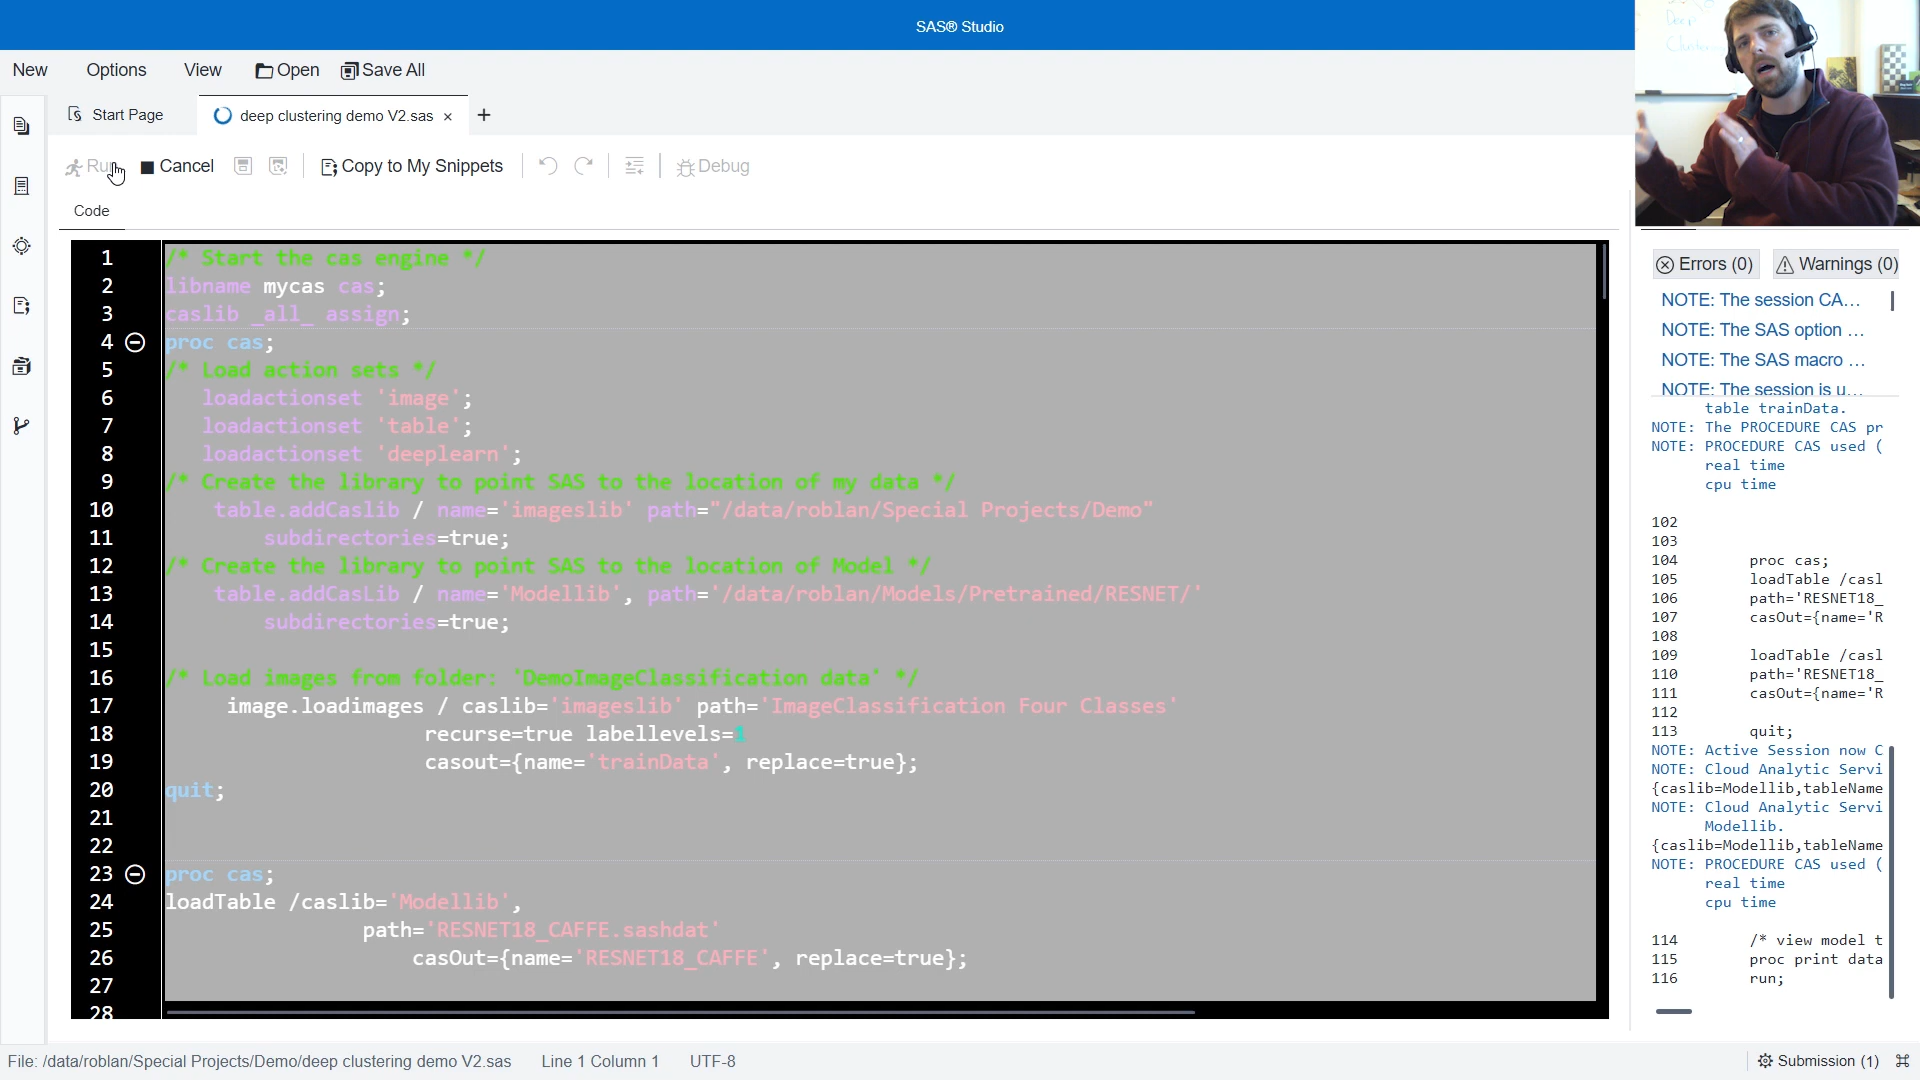 SAS® Studio
New Options View Open Save All
Start Page deep clustering demo V2.sas × +
Run Cancel Copy to My Snippets Debug
Code
1 /* Start the cas engine */
2 libname mycas cas;
3 caslib _all_ assign;
4 proc cas;
5 /* Load action sets */
6 loadactionset 'image';
7 loadactionset 'table';
8 loadactionset 'deeplearn';
9 /* Create the library to point SAS to the location of my data */
10 table.addCaslib / name='imageslib' path="/data/roblan/Special Projects/Demo"
11 subdirectories=true;
12 /* Create the library to point SAS to the location of Model */
13 table.addCasLib / name='Modellib', path='/data/roblan/Models/Pretrained/RESNET/'
14 subdirectories=true;
15
16 /* Load images from folder: 'DemoImageClassification data' */
17 image.loadimages / caslib='imageslib' path='ImageClassification Four Classes'
18 recurse=true labellevels=1
19 casout={name='trainData', replace=true};
20 quit;
21
22
23 proc cas;
24 loadTable /caslib='Modellib',
25 path='RESNET18_CAFFE.sashdat'
26 casOut={name='RESNET18_CAFFE', replace=true};
27
28
Errors (0) Warnings (0)
NOTE: The session CA...
NOTE: The SAS option ...
NOTE: The SAS macro ...
NOTE: The session is u...
table trainData.
NOTE: The PROCEDURE CAS pr
NOTE: PROCEDURE CAS used (
real time
cpu time
102
103
104 proc cas;
105 loadTable /casl
106 path='RESNET18_
107 casOut={name='R
108
109 loadTable /casl
110 path='RESNET18_
111 casOut={name='R
112
113 quit;
NOTE: Active Session now C
NOTE: Cloud Analytic Servi
{caslib=Modellib,tableName
NOTE: Cloud Analytic Servi
Modellib.
{caslib=Modellib,tableName
NOTE: PROCEDURE CAS used (
real time
cpu time
114 /* view model t
115 proc print data
116 run;
File: /data/roblan/Special Projects/Demo/deep clustering demo V2.sas Line 1 Column 1 UTF-8
Submission (1)